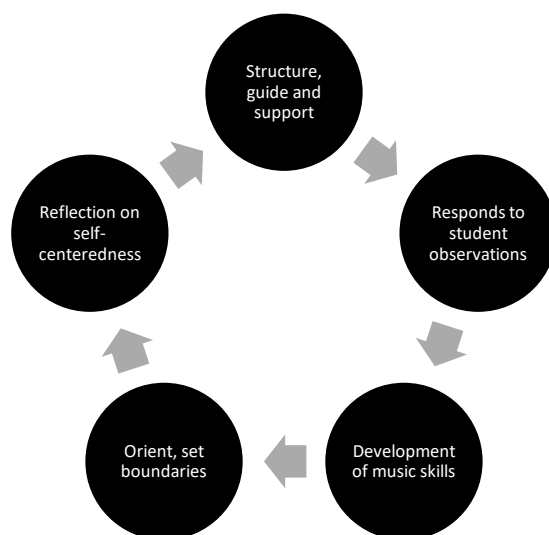 Structure,
guide and
support
Responds to
student
observations
Development
of music skills
Orient, set
boundaries
Reflection on
self-
centeredness